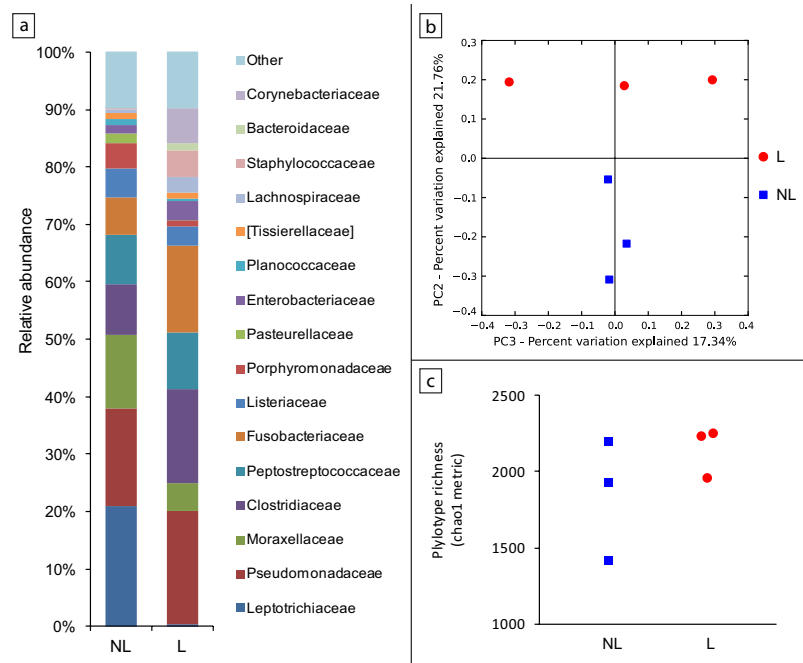 a
100%
90%
80%
70%
60%
50%
40%
30%
20%
10%
0%
Relative abundance
NL
L
Other
Corynebacteriaceae
Bacteroidaceae
Staphylococcaceae
Lachnospiraceae
[Tissierellaceae]
Planococcaceae
Enterobacteriaceae
Pasteurellaceae
Porphyromonadaceae
Listeriaceae
Fusobacteriaceae
Peptostreptococcaceae
Clostridiaceae
Moraxellaceae
Pseudomonadaceae
Leptotrichiaceae
b
0.3
0.2
0.1
0.0
−0.1
−0.2
−0.3
−0.4
PC2 - Percent variation explained 21.76%
−0.4 −0.3 −0.2 −0.1 0.0 0.1 0.2 0.3 0.4
PC3 - Percent variation explained 17.34%
L
NL
c
2500
2000
1500
1000
Plylotype richness
(chao1 metric)
NL
L